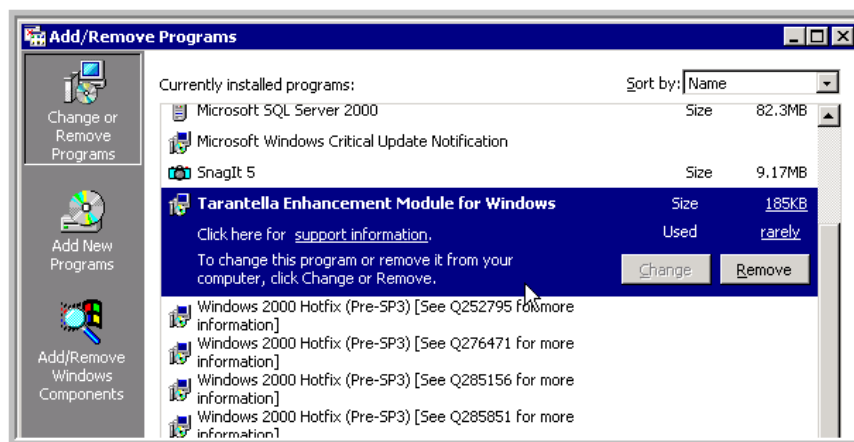 Add/Remove Programs
Currently installed programs:
Sort by: Name
Change or
Remove
Programs
Add New
Programs
Add/Remove
Windows
Components
Microsoft SQL Server 2000 Size 82.3MB
Microsoft Windows Critical Update Notification
SnagIt 5 Size 9.17MB
Tarantella Enhancement Module for Windows Size 185KB
Click here for support information. Used rarely
To change this program or remove it from your
computer, click Change or Remove.
Change Remove
Windows 2000 Hotfix (Pre-SP3) [See Q252795 for more
information]
Windows 2000 Hotfix (Pre-SP3) [See Q276471 for more
information]
Windows 2000 Hotfix (Pre-SP3) [See Q285156 for more
information]
Windows 2000 Hotfix (Pre-SP3) [See Q285851 for more
information]